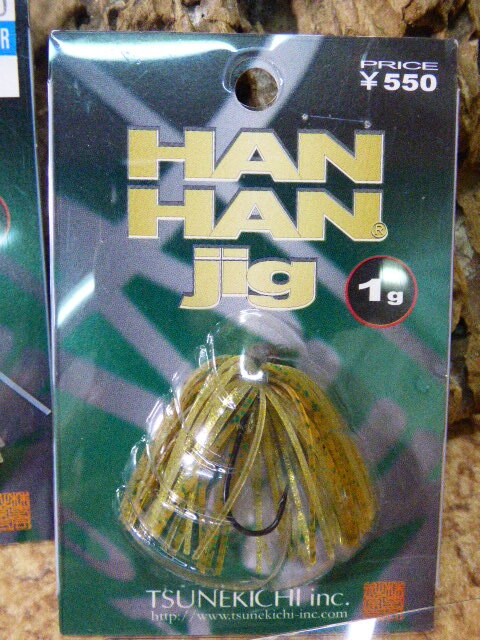 PRICE
¥550
HAN
HAN®
jig
1g
TSUNEKICHI inc.
http://www.tsunekichi-inc.com
R